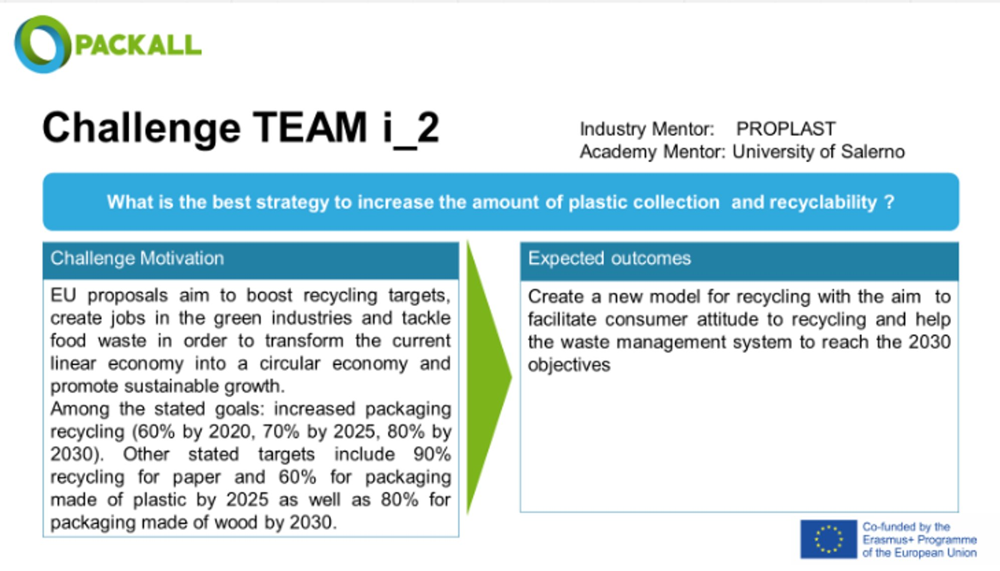 PACKALL
Challenge TEAM i_2
Industry Mentor: PROPLAST
Academy Mentor: University of Salerno
What is the best strategy to increase the amount of plastic collection and recyclability ?
Challenge Motivation
EU proposals aim to boost recycling targets,
create jobs in the green industries and tackle
food waste in order to transform the current
linear economy into a circular economy and
promote sustainable growth.
Among the stated goals: increased packaging
recycling (60% by 2020, 70% by 2025, 80% by
2030). Other stated targets include 90%
recycling for paper and 60% for packaging
made of plastic by 2025 as well as 80% for
packaging made of wood by 2030.
Expected outcomes
Create a new model for recycling with the aim to
facilitate consumer attitude to recycling and help
the waste management system to reach the 2030
objectives
Co-funded by the
Erasmus+ Programme
of the European Union